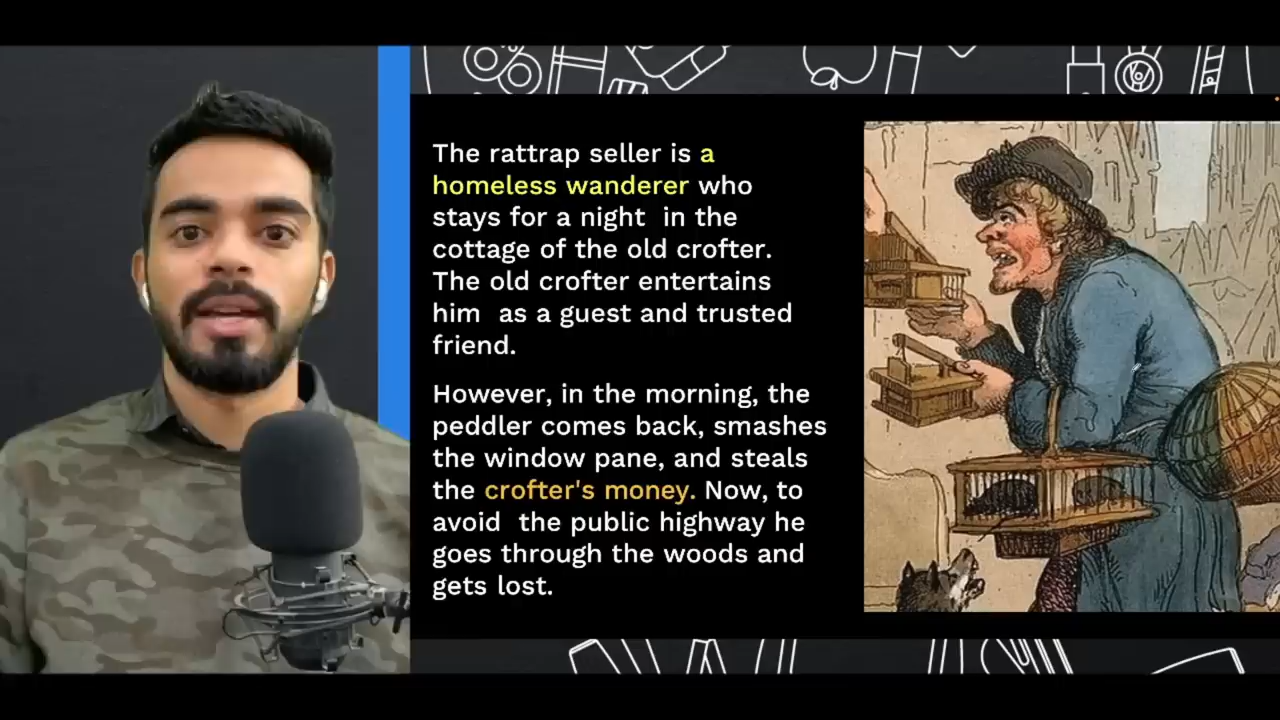 The rattrap seller is a
homeless wanderer who
stays for a night in the
cottage of the old crofter.
The old crofter entertains
him as a guest and trusted
friend.
However, in the morning, the
peddler comes back, smashes
the window pane, and steals
the crofter's money. Now, to
avoid the public highway he
goes through the woods and
gets lost.